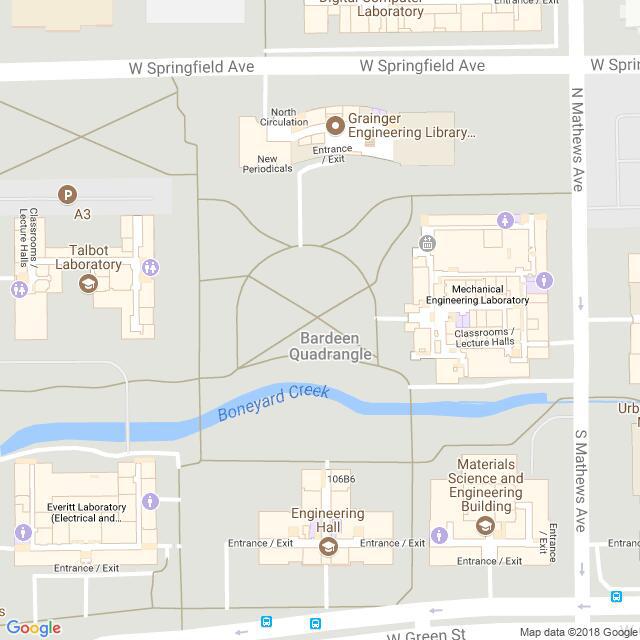 Digital Computer
Laboratory
Entrance / Exit
W Springfield Ave
W Springfield Ave
W Sprin
N Mathews Ave
North
Circulation
Grainger
Engineering Library...
Entrance
/ Exit
New
Periodicals
P
A3
Classrooms /
Lecture Halls
Talbot
Laboratory
Mechanical
Engineering Laboratory
Classrooms /
Lecture Halls
Bardeen
Quadrangle
Boneyard Creek
Urb
S Mathews Ave
Materials
Science and
Engineering
Building
106B6
Everitt Laboratory
(Electrical and...
Engineering
Hall
Entrance / Exit
Entrance / Exit
Entrance
/ Exit
Entrance
Entrance / Exit
Entrance / Exit
s
Google
W Green St
Map data ©2018 Google